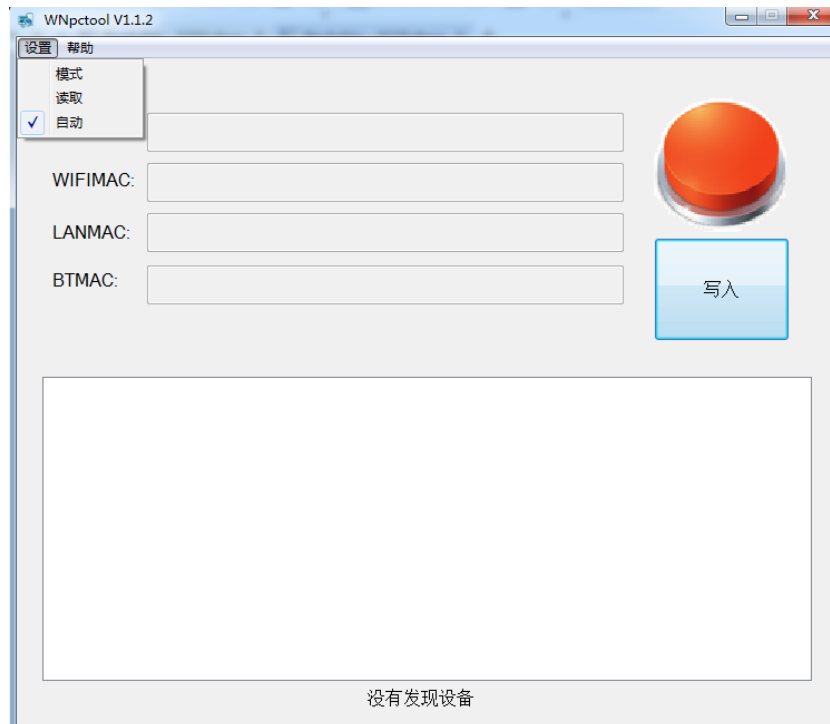 WNpctool V1.1.2
设置 帮助
模式
读取
自动
WIFIMAC:
LANMAC:
BTMAC:
写入
没有发现设备